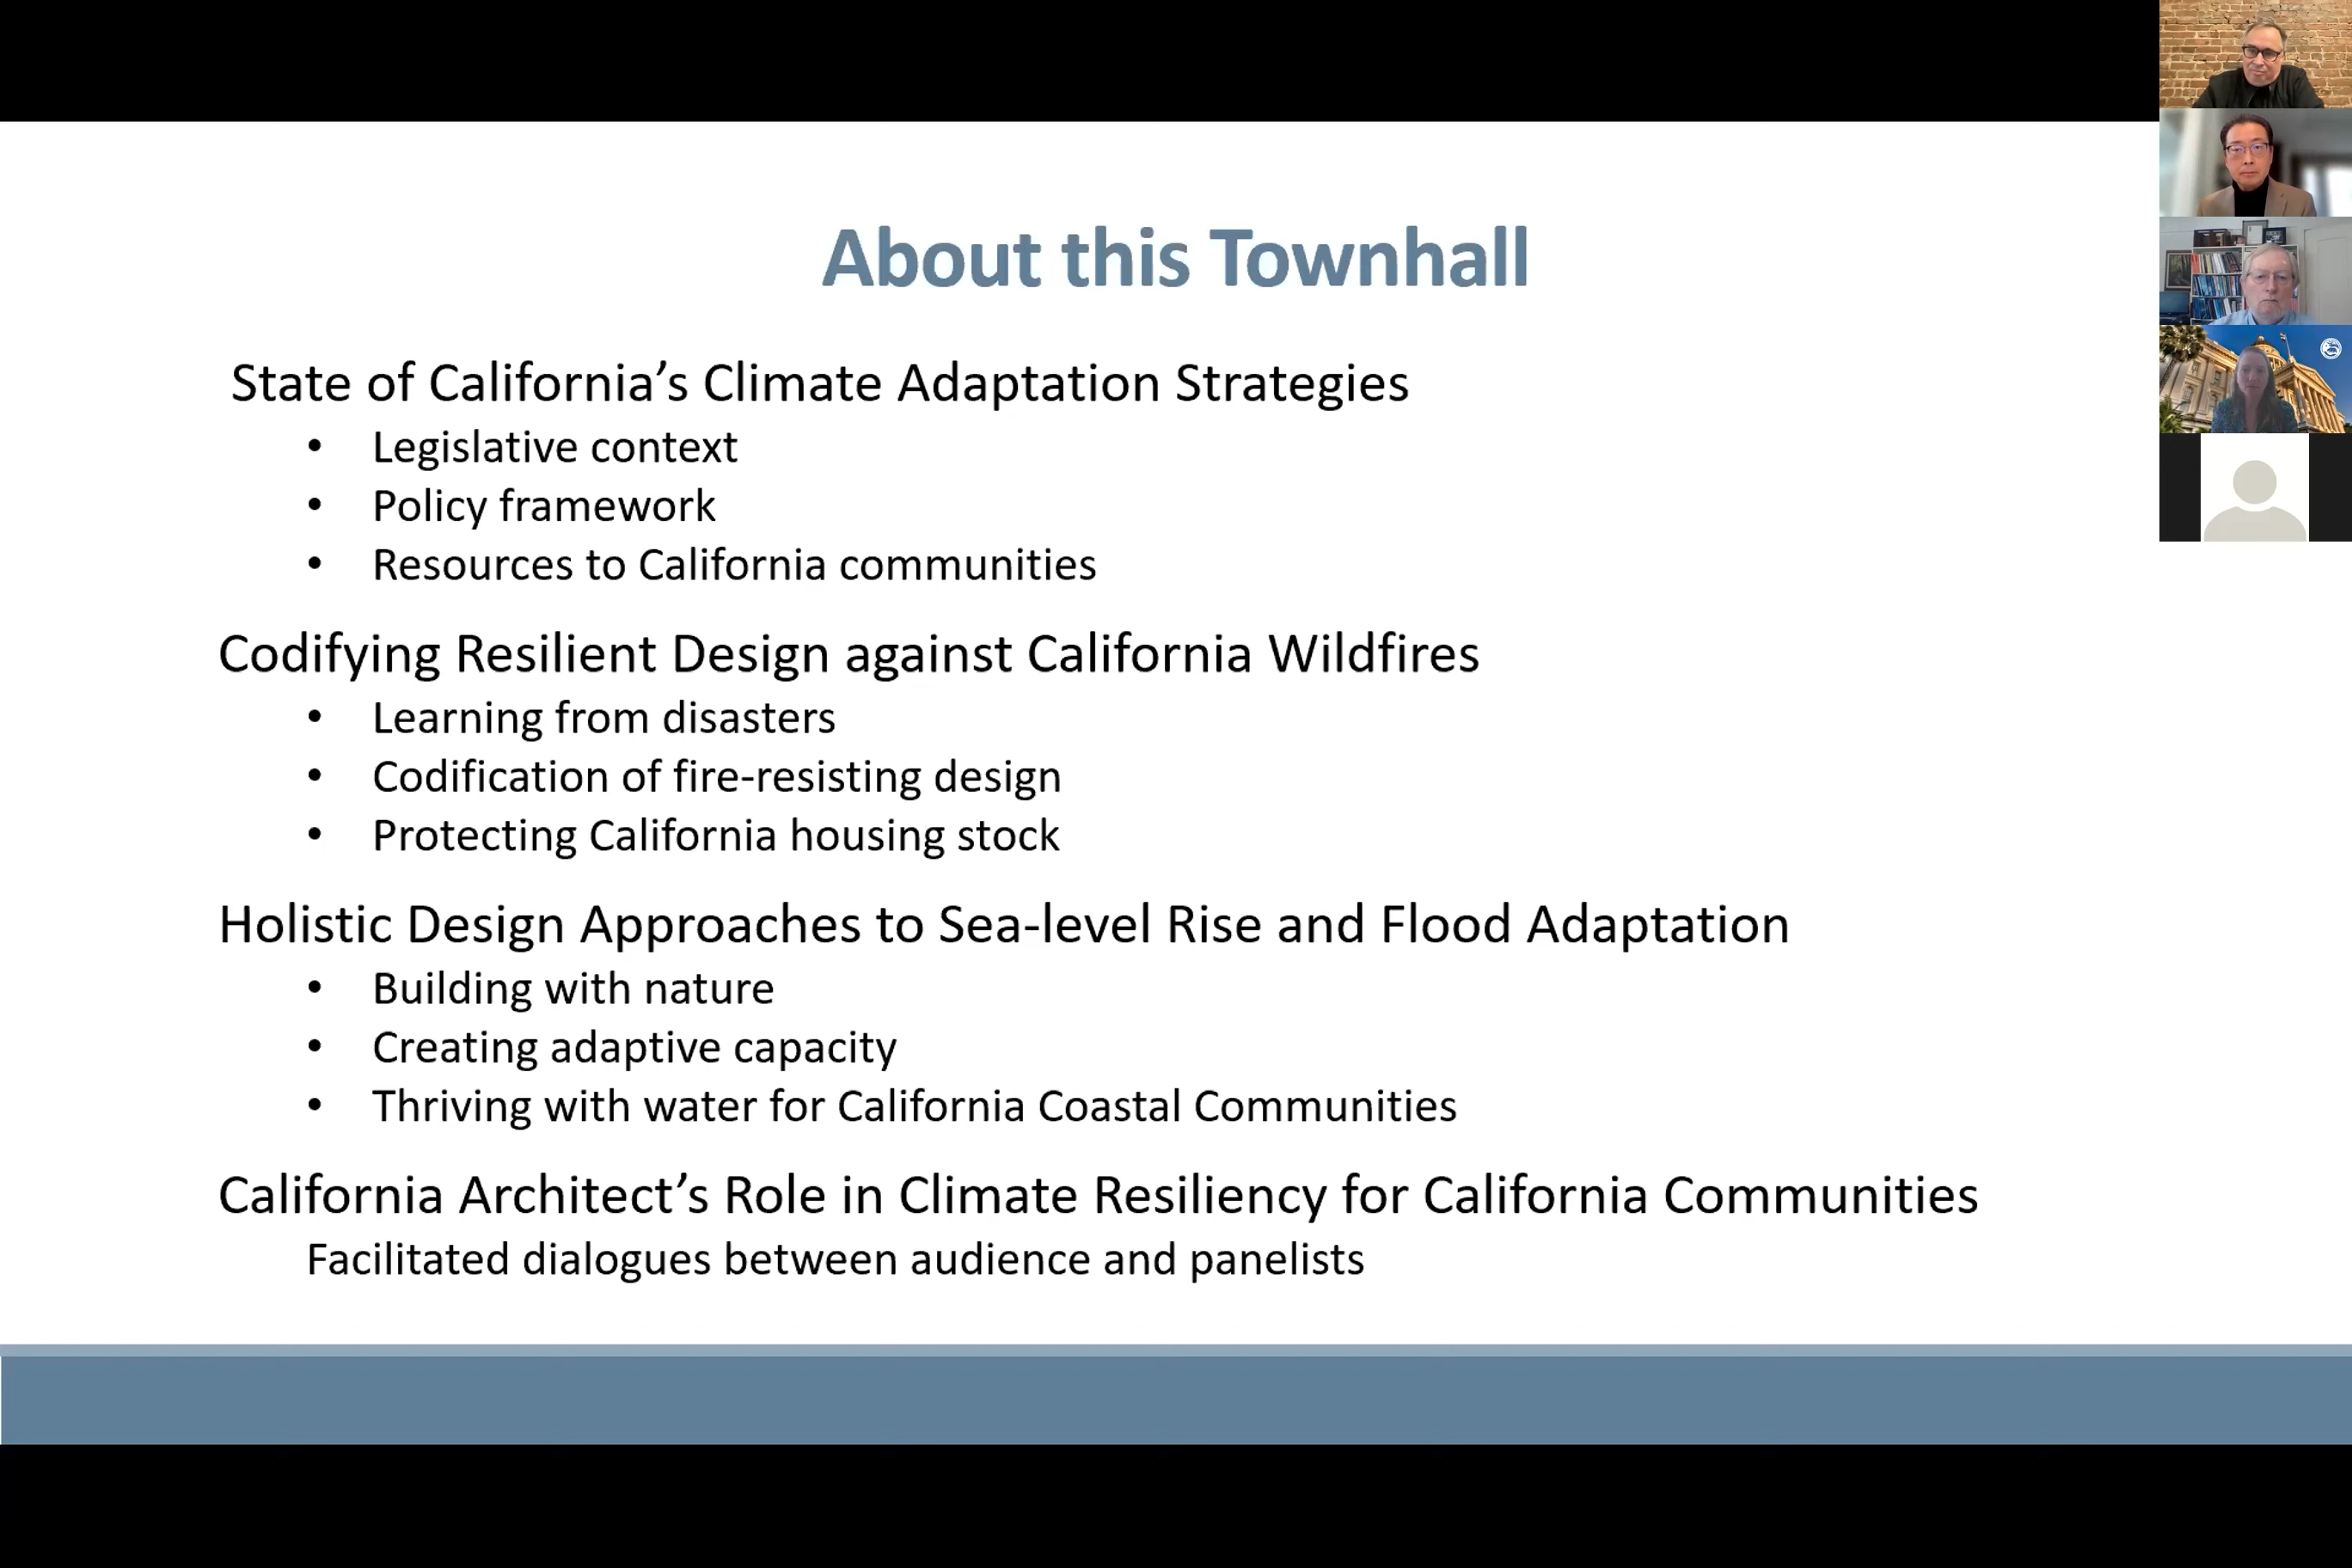 About this Townhall
State of California’s Climate Adaptation Strategies
• Legislative context
• Policy framework
• Resources to California communities
Codifying Resilient Design against California Wildfires
• Learning from disasters
• Codification of fire-resisting design
• Protecting California housing stock
Holistic Design Approaches to Sea-level Rise and Flood Adaptation
• Building with nature
• Creating adaptive capacity
• Thriving with water for California Coastal Communities
California Architect’s Role in Climate Resiliency for California Communities
Facilitated dialogues between audience and panelists